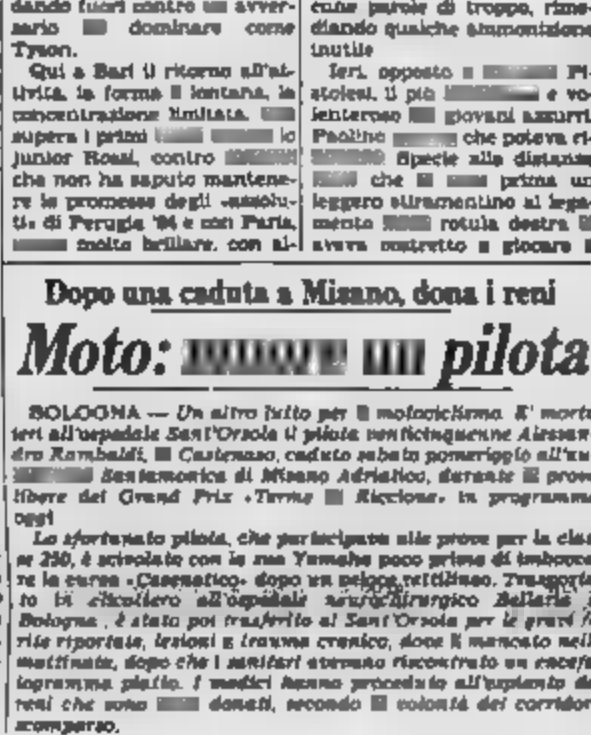 dando fuori contro avver-
sario dominare come
Tyson.
Qui a Bari il ritorno all'at-
tività, la forma lontana, la
concentrazione limitata.
supera i primi lo
junior Rossi, contro
che non ha saputo mantene-
re le promesse degli «assolu-
ti» di Perugia '84 e con Paris,
molto brillare, con al-
cune parole di troppo, rime-
diando qualche ammonizione
inutile
Ieri, opposto a Pi-
stolesi, il più e vo-
lenteroso giovani azzurri
Paolino che poteva ri-
Specie alla distanza
che prima un
leggero stiramentino al lega-
mento rotula destra
aveva costretto a giocare
Dopo una caduta a Misano, dona i reni
Moto: pilota
BOLOGNA — Un altro lutto per motociclismo. E' morto
ieri all'ospedale Sant'Orsola il pilota venticinquenne Alessan-
dro Rambaldi, Castenaso, caduto sabato pomeriggio
Santamonica di Misano Adriatico, durante prove
libere del Grand Prix «Terme Riccione» in programma
oggi
Lo sfortunato pilota, che partecipava alle prove per la clas
se 250, è scivolato con la sua Yamaha poco prima di imbocca
re la curva «Casenatico» dopo un veloce rettilineo. Trasporta
to in elicottero all'ospedale neurochirurgico Bellaria
Bologna, è stato poi trasferito al Sant'Orsola per le gravi fe
rite riportate, lesioni e trauma cranico, dove è mancato nella
mattinata, dopo che i sanitari avevano riscontrato un encefa
logramma piatto. I medici hanno proceduto all'espianto dei
reni che sono donati, secondo volontà del corridore
scomparso.